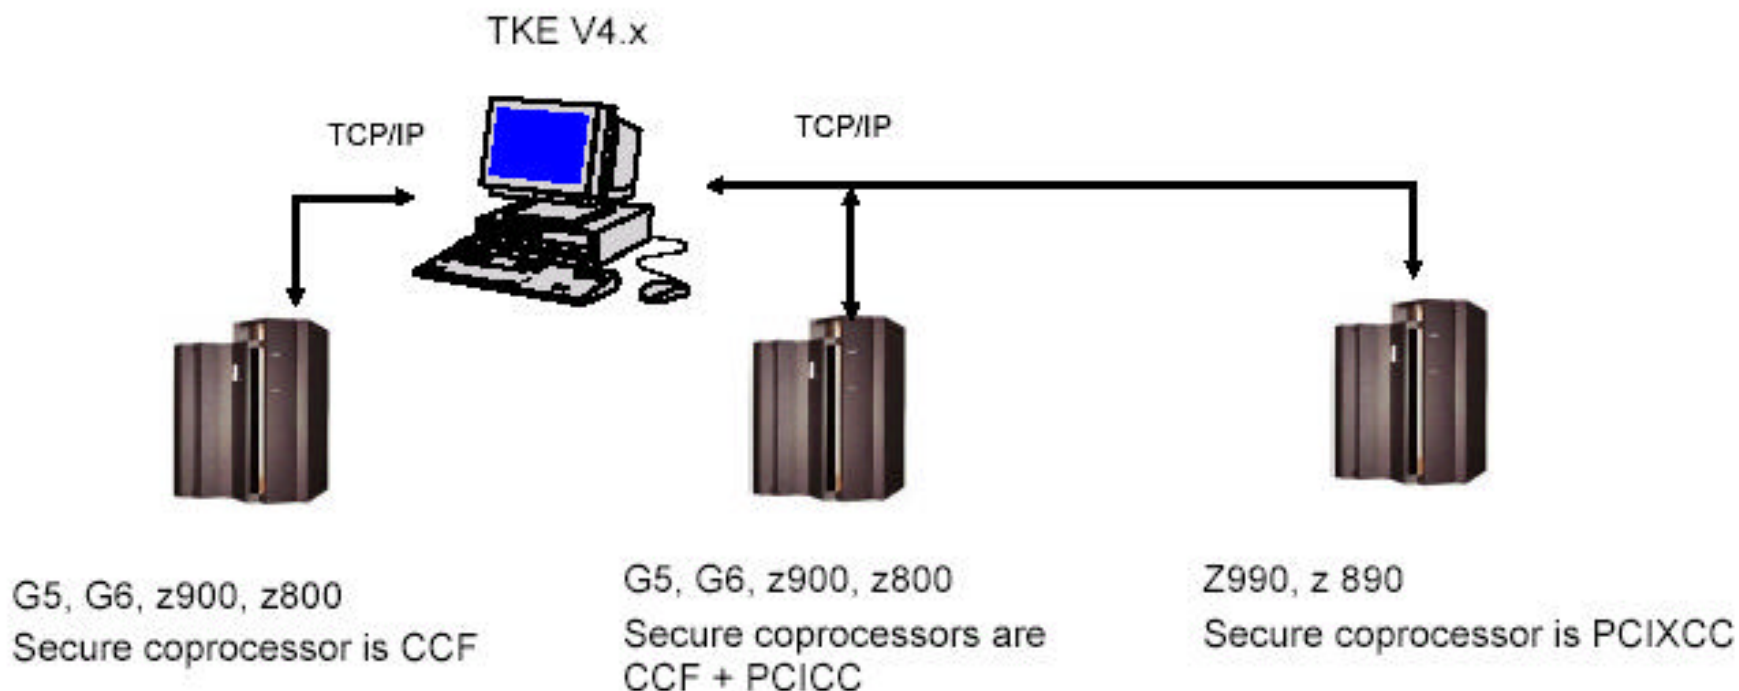 TKE V4.x
TCP/IP
TCP/IP
G5, G6, z900, z800
Secure coprocessor is CCF
G5, G6, z900, z800
Secure coprocessors are
CCF + PCICC
Z990, z 890
Secure coprocessor is PCIXCC